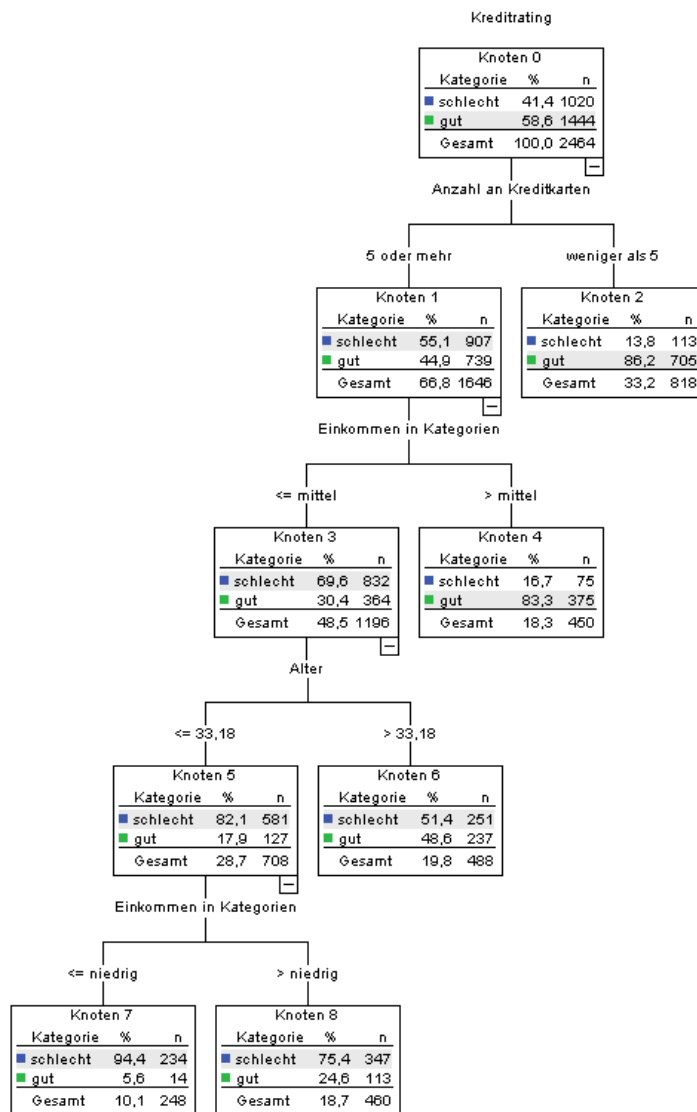 Kreditrating
Knoten 0
Kategorie % n
schlecht 41,4 1020
gut 58,6 1444
Gesamt 100,0 2464
Anzahl an Kreditkarten
5 oder mehr
weniger als 5
Knoten 1
Kategorie % n
schlecht 55,1 907
gut 44,9 739
Gesamt 66,8 1646
Knoten 2
Kategorie % n
schlecht 13,8 113
gut 86,2 705
Gesamt 33,2 818
Einkommen in Kategorien
<= mittel
> mittel
Knoten 3
Kategorie % n
schlecht 69,6 832
gut 30,4 364
Gesamt 48,5 1196
Knoten 4
Kategorie % n
schlecht 16,7 75
gut 83,3 375
Gesamt 18,3 450
Alter
<= 33,18
> 33,18
Knoten 5
Kategorie % n
schlecht 82,1 581
gut 17,9 127
Gesamt 28,7 708
Knoten 6
Kategorie % n
schlecht 51,4 251
gut 48,6 237
Gesamt 19,8 488
Einkommen in Kategorien
<= niedrig
> niedrig
Knoten 7
Kategorie % n
schlecht 94,4 234
gut 5,6 14
Gesamt 10,1 248
Knoten 8
Kategorie % n
schlecht 75,4 347
gut 24,6 113
Gesamt 18,7 460